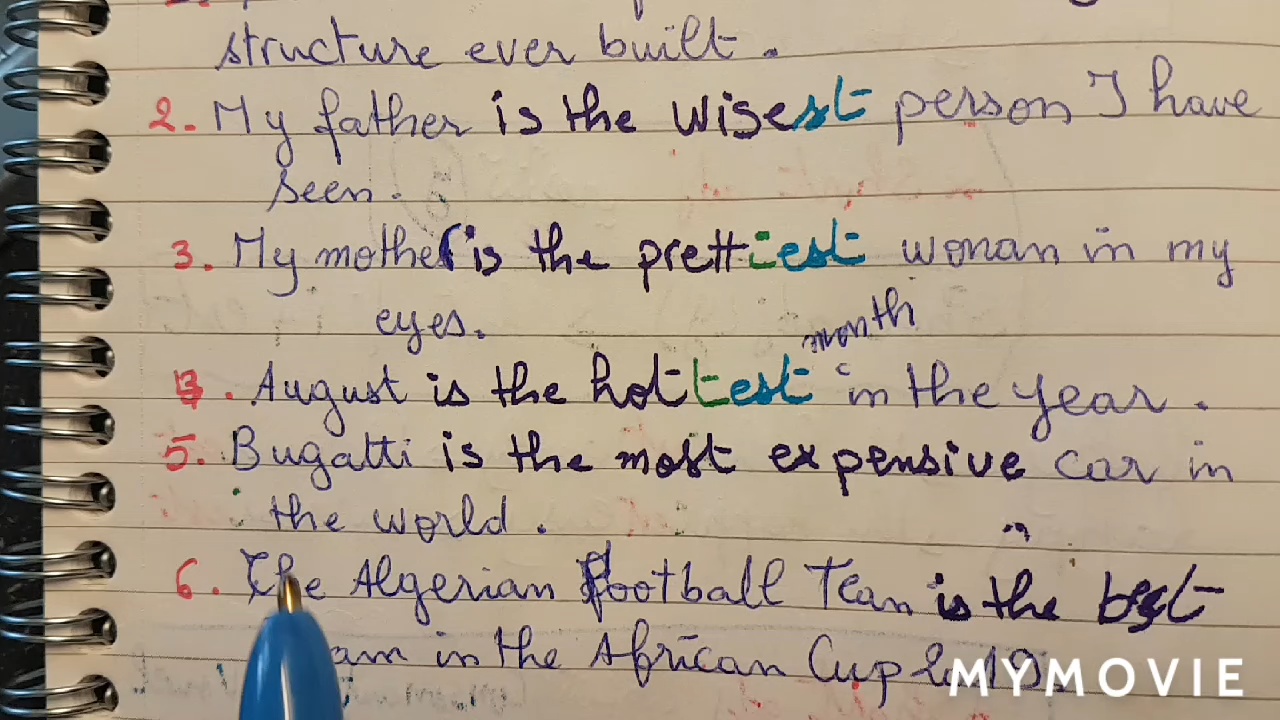 structure ever built.
2. My father is the wisest person I have
seen.
3. My mother is the prettiest woman in my
eyes.
month
. August is the hottest in the year.
5. Bugatti is the most expensive car in
the world.
6. The Algerian football Team is the best
am in the African Cup
MYMOVIE